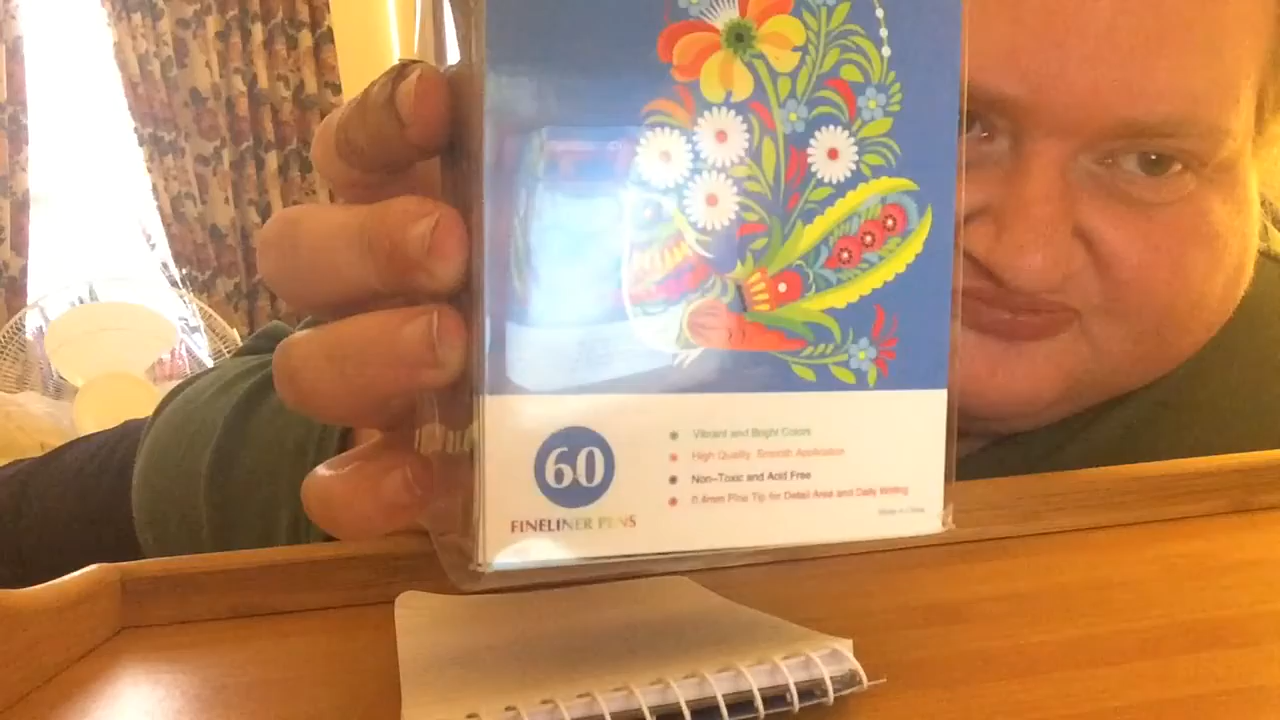 60
FINELINER PENS
Vibrant and Bright Colors
High Quality, Smooth Application
Non-Toxic and Acid Free
0.4mm Fine Tip for Detail Area and Daily Writing
Made in China